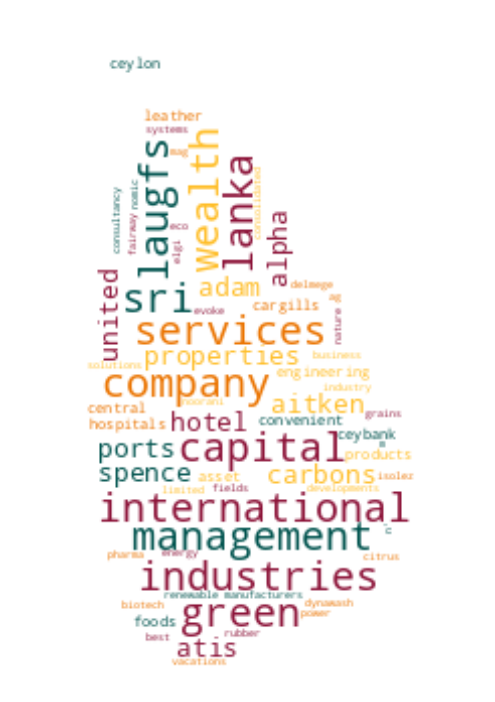 ceylon
leather
systems
mag
laugfs
wealth
lanka
consolidated
consultancy
nomic
fairway
eco
elgi
alpha
united
sri
adam
delmege
ag
evoke
cargills
nature
services
properties
business
solutions
engineering
company
industry
noorani
aitken
central
grains
hospitals
hotel
convenient
ceybank
ports
capital
products
spence
asset
carbons
isolez
limited
fields
developments
international
management
'n'
pharma
energy
citrus
industries
renewable
manufacturers
biotech
green
dynawash
power
foods
best
rubber
atis
vacations